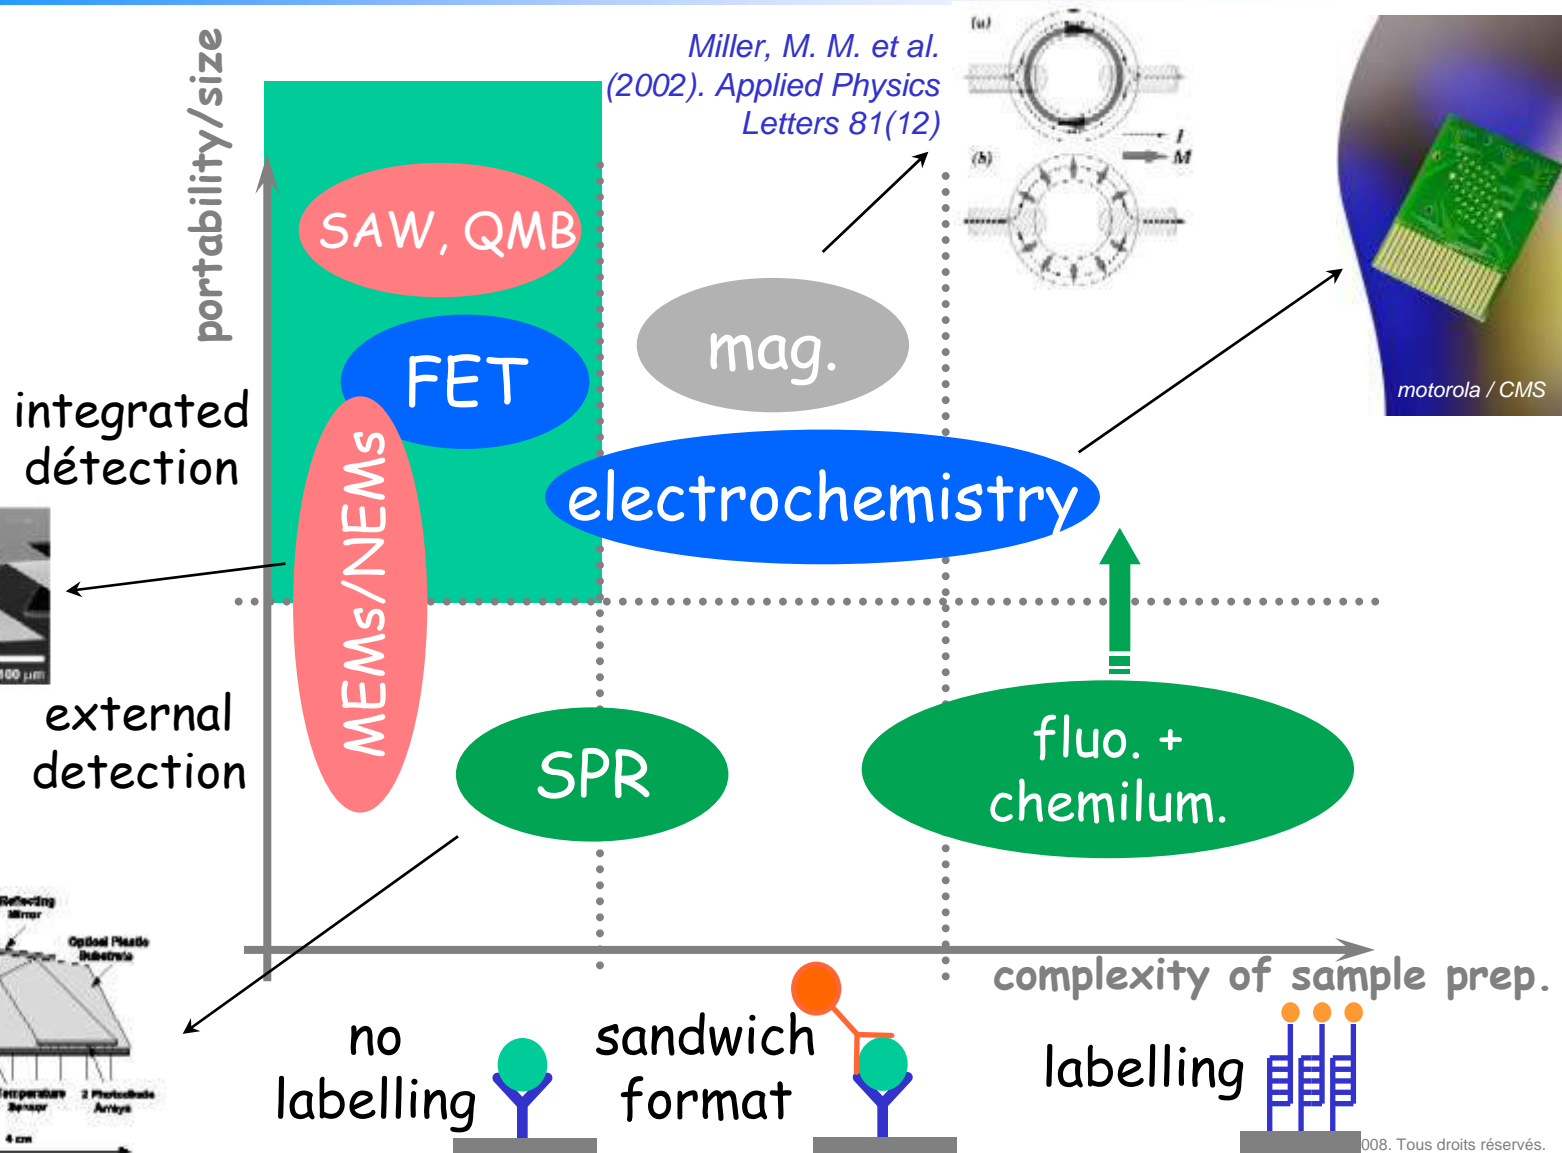 portability/size
Miller, M. M. et al.
(2002). Applied Physics
Letters 81(12)
(a)
I
M
(b)
motorola / CMS
SAW, QMB
FET
mag.
integrated
détection
electrochemistry
MEMs/NEMs
100 µm
external
detection
SPR
fluo. +
chemilum.
Reflecting
Mirror
Optical Plastic
Substrate
complexity of sample prep.
no
labelling
sandwich
format
labelling
Temperature
Sensor
2 Photodiode
Arrays
4 cm
008. Tous droits réservés.